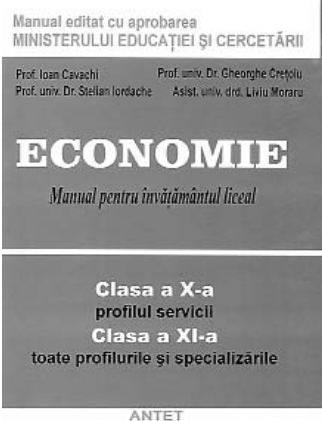 Manual editat cu aprobarea
MINISTERULUI EDUCAȚIEI ȘI CERCETĂRII
Prof. Ioan Cavachi
Prof. univ. Dr. Gheorghe Crețoiu
Prof. univ. Dr. Stelian Iordache
Asist. univ. drd. Liviu Moraru
ECONOMIE
Manual pentru învățământul liceal
Clasa a X-a
profilul servicii
Clasa a XI-a
toate profilurile și specializările
ANTET